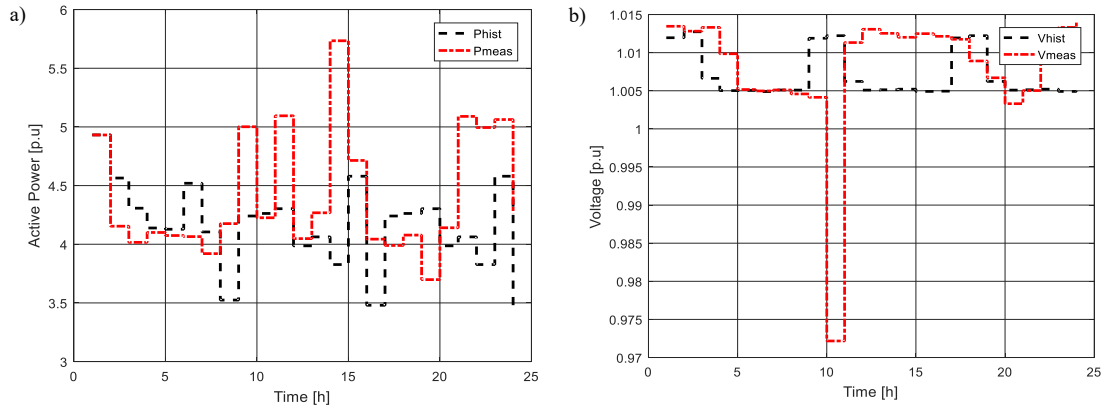 a)
6
5.5
5
4.5
4
3.5
3
0
5
10
15
20
25
Active Power [p.u]
Time [h]
Phist
Pmeas
b)
1.015
1.01
1.005
1
0.995
0.99
0.985
0.98
0.975
0.97
0
5
10
15
20
25
Voltage [p.u]
Time [h]
Vhist
Vmeas